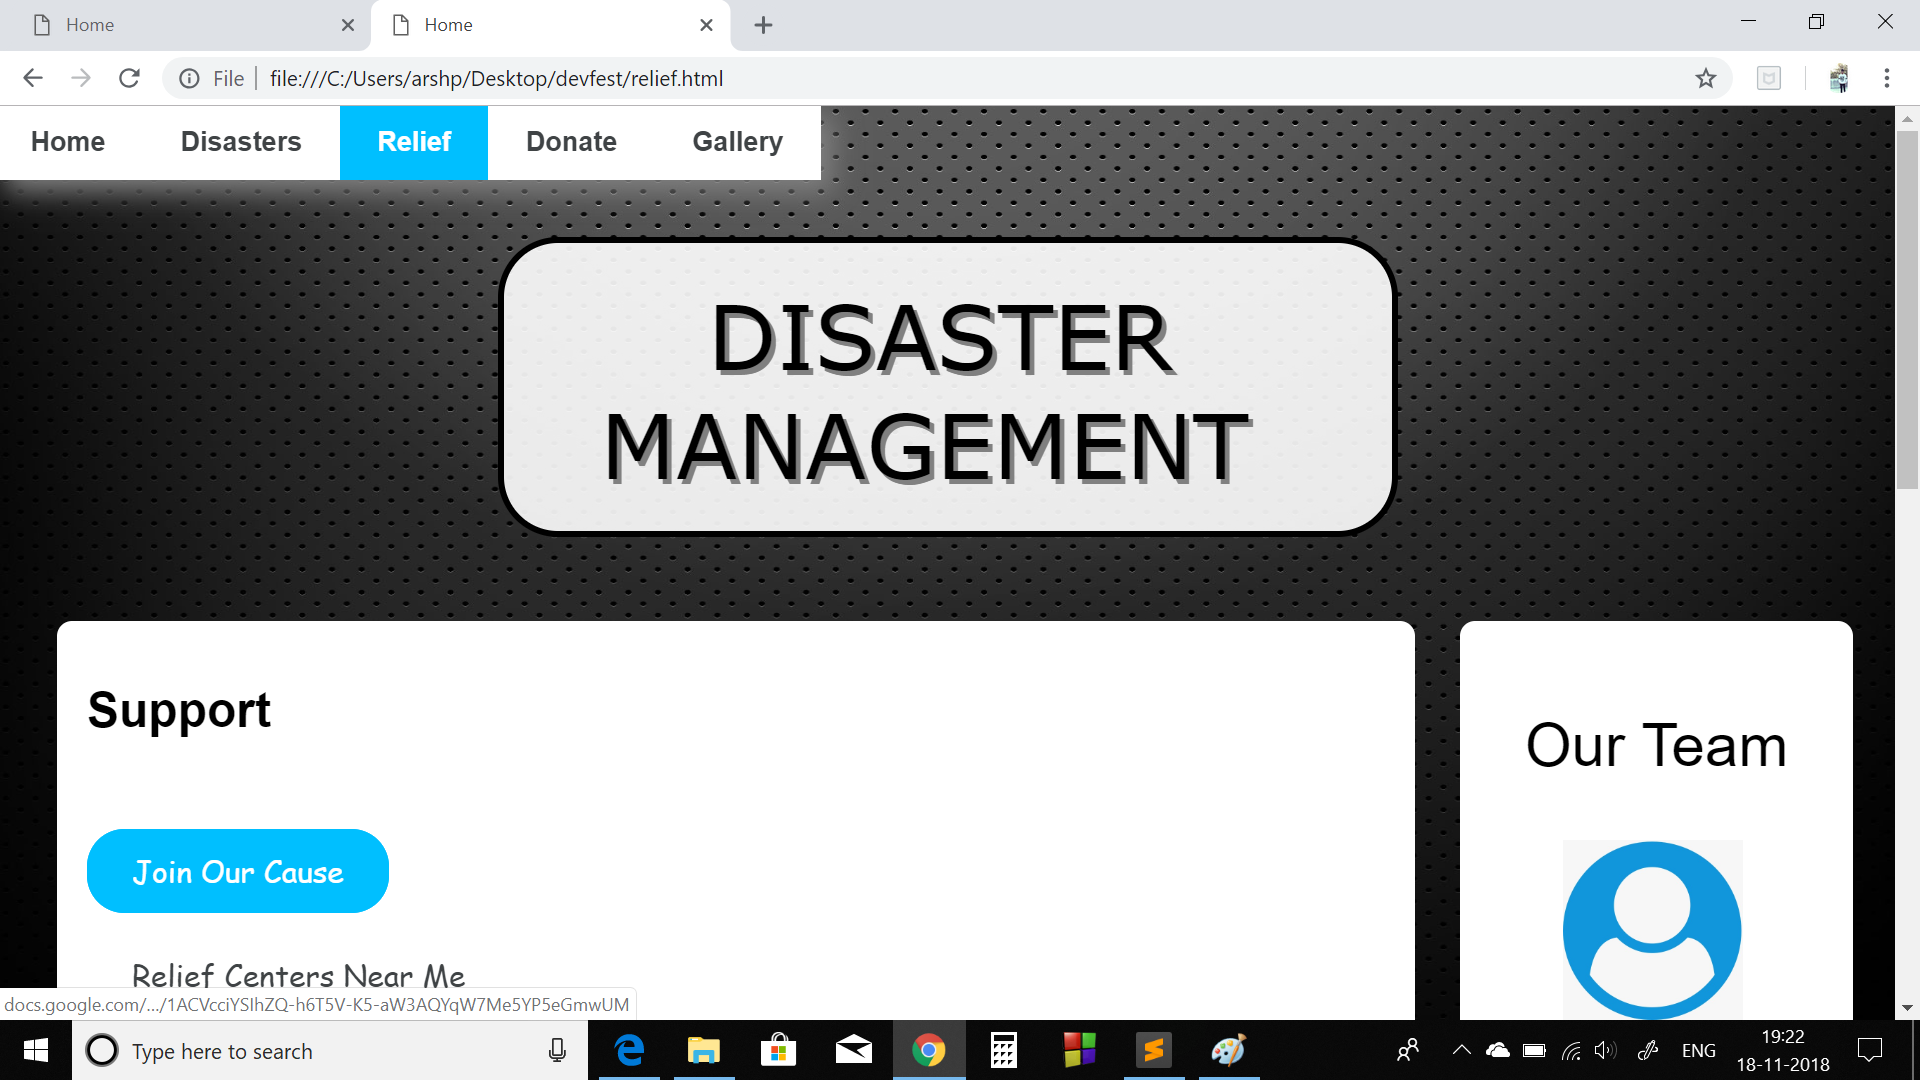 Home
Home
File
file:///C:/Users/arshp/Desktop/devfest/relief.html
Home Disasters Relief Donate Gallery
DISASTER
MANAGEMENT
Support
Our Team
Join Our Cause
Relief Centers Near Me
docs.google.com/.../1ACVcciYSIhZQ-h6T5V-K5-aW3AQYqW7Me5YP5eGmwUM
Type here to search
ENG
19:22
18-11-2018